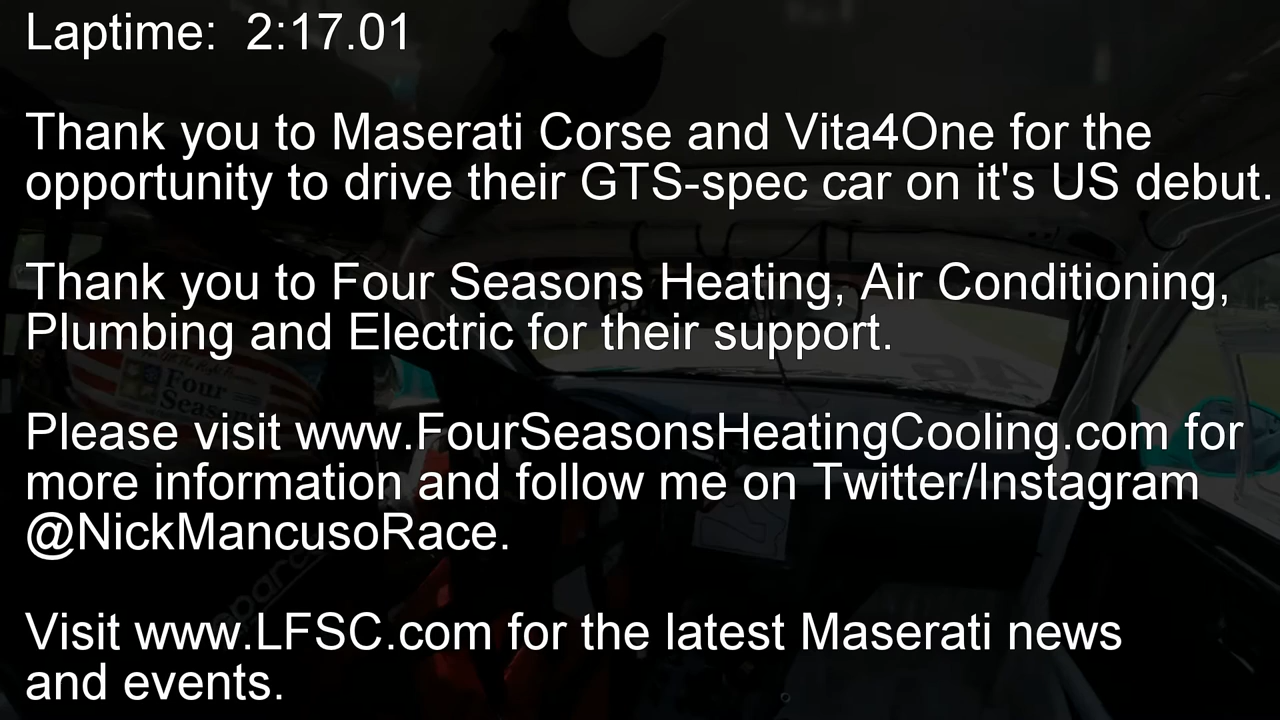 Laptime: 2:17.01
Thank you to Maserati Corse and Vita4One for the
opportunity to drive their GTS-spec car on it's US debut.
Thank you to Four Seasons Heating, Air Conditioning,
Plumbing and Electric for their support.
Four
Seasons
Please visit www.FourSeasonsHeatingCooling.com for
more information and follow me on Twitter/Instagram
@NickMancusoRace.
Visit www.LFSC.com for the latest Maserati news
and events.